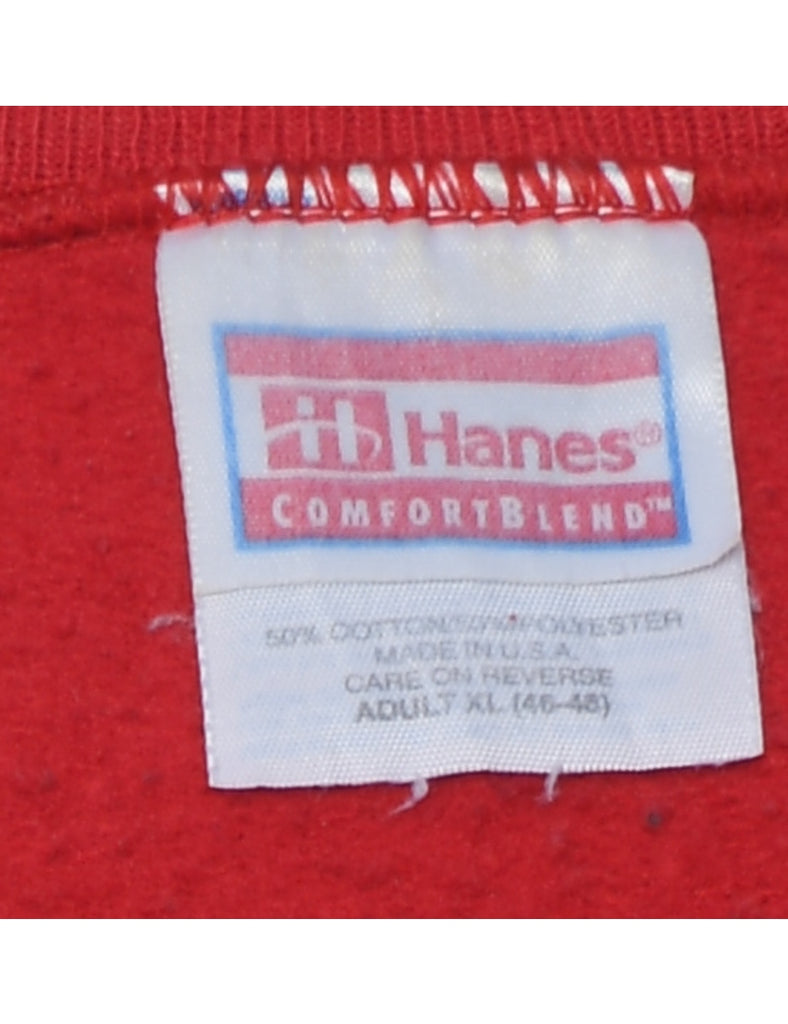 Hanes®
COMFORTBLEND™
50% COTTON/50% POLYESTER
MADE IN U.S.A.
CARE ON REVERSE
ADULT XL (46-48)